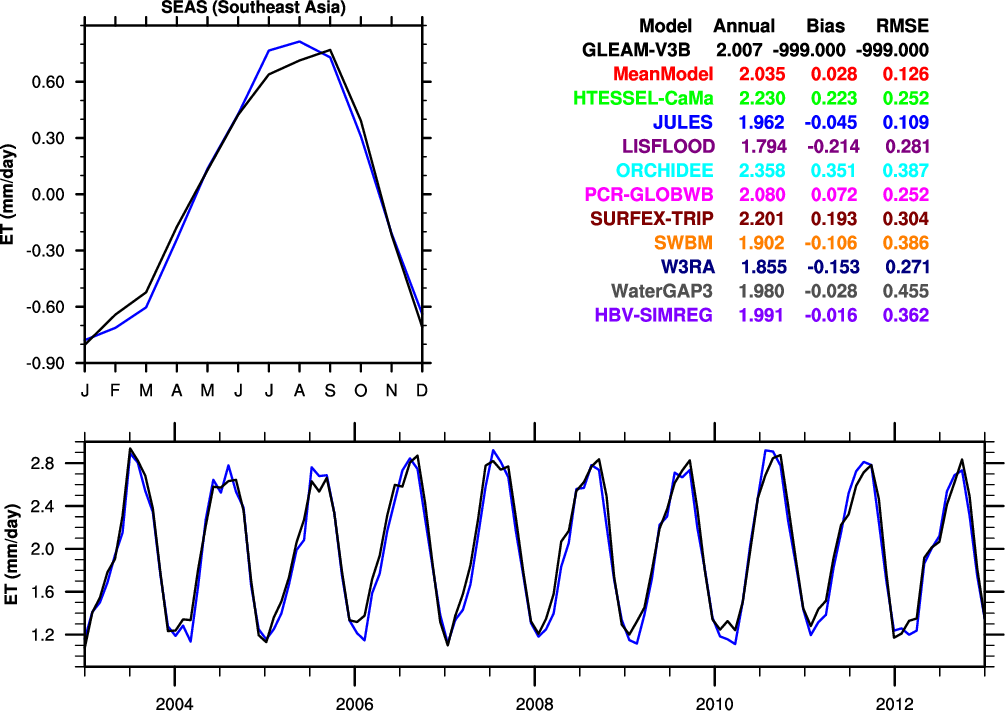 SEAS (Southeast Asia)
ET (mm/day)
0.60
0.30
0.00
-0.30
-0.60
-0.90
J F M A M J J A S O N D
Model Annual Bias RMSE
GLEAM-V3B 2.007 -999.000 -999.000
MeanModel 2.035 0.028 0.126
HTESSEL-CaMa 2.230 0.223 0.252
JULES 1.962 -0.045 0.109
LISFLOOD 1.794 -0.214 0.281
ORCHIDEE 2.358 0.351 0.387
PCR-GLOBWB 2.080 0.072 0.252
SURFEX-TRIP 2.201 0.193 0.304
SWBM 1.902 -0.106 0.386
W3RA 1.855 -0.153 0.271
WaterGAP3 1.980 -0.028 0.455
HBV-SIMREG 1.991 -0.016 0.362
ET (mm/day)
2.8
2.4
2.0
1.6
1.2
2004 2006 2008 2010 2012